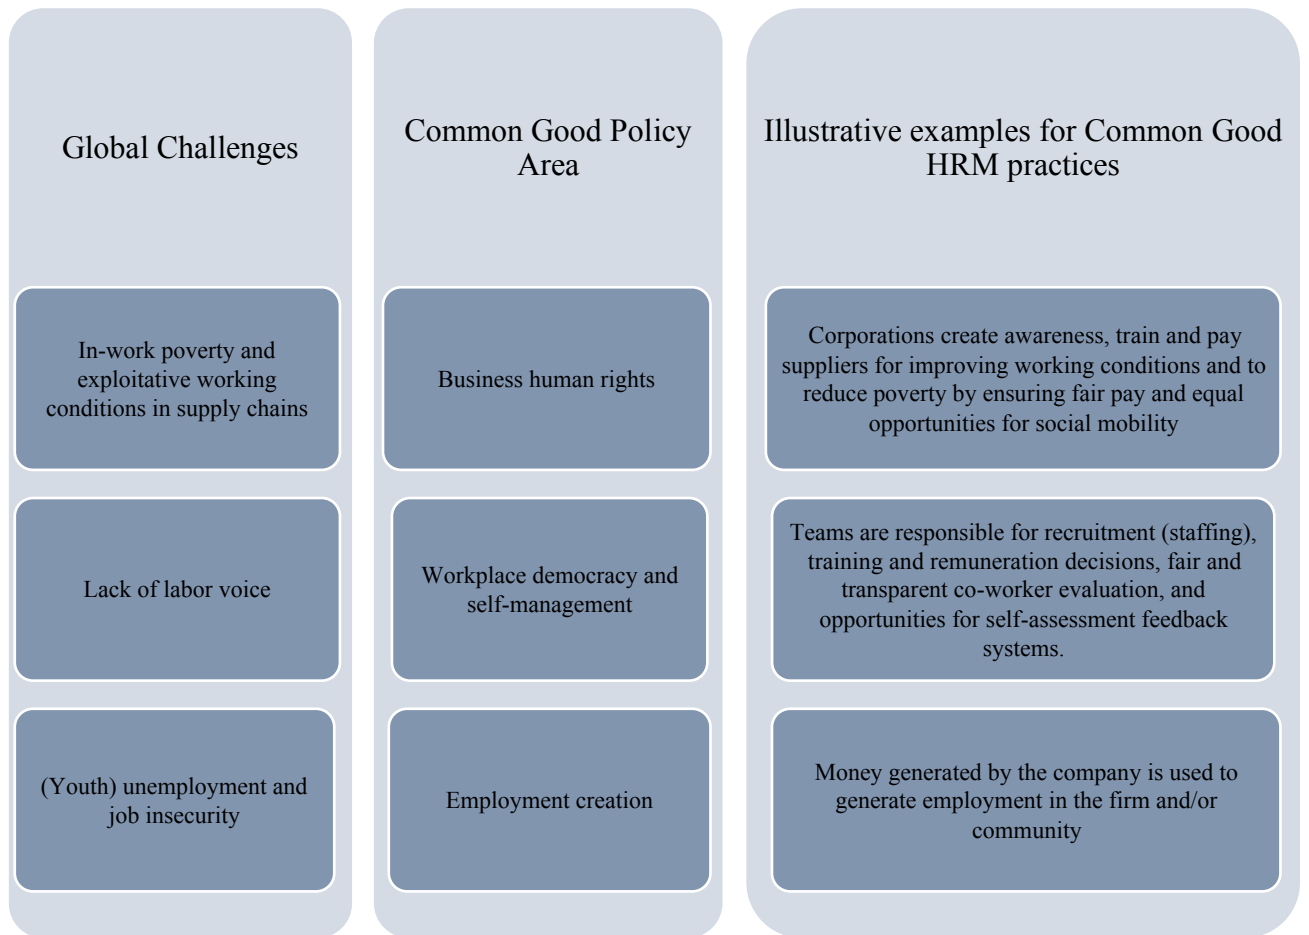 Global Challenges
Common Good Policy
Area
Illustrative examples for Common Good
HRM practices
In-work poverty and
exploitative working
conditions in supply chains
Business human rights
Corporations create awareness, train and pay
suppliers for improving working conditions and to
reduce poverty by ensuring fair pay and equal
opportunities for social mobility
Lack of labor voice
Workplace democracy and
self-management
Teams are responsible for recruitment (staffing),
training and remuneration decisions, fair and
transparent co-worker evaluation, and
opportunities for self-assessment feedback
systems.
(Youth) unemployment and
job insecurity
Employment creation
Money generated by the company is used to
generate employment in the firm and/or
community